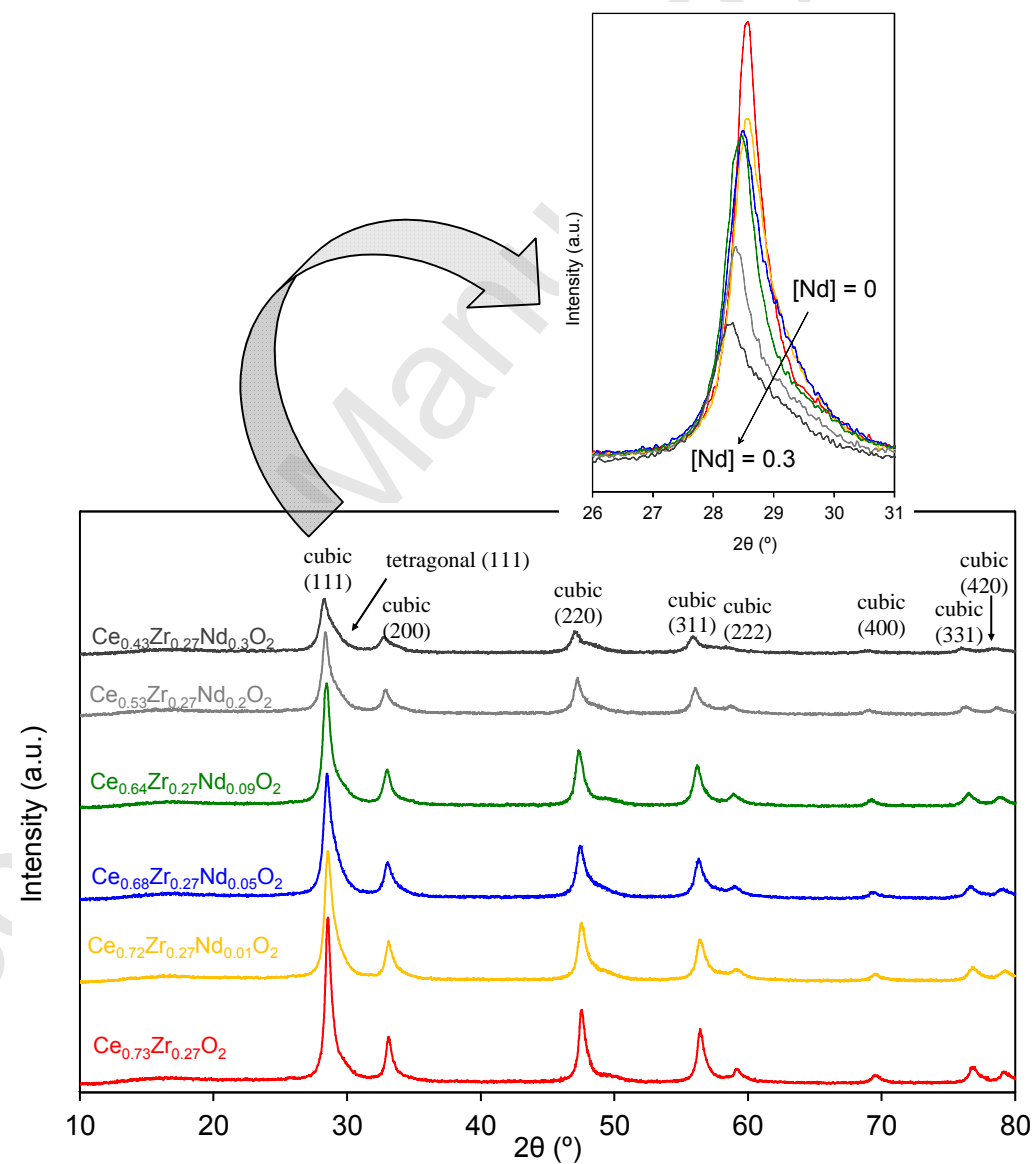 Manu
Intensity (a.u.)
[Nd] = 0
[Nd] = 0.3
26 27 28 29 30 31
2θ (º)
cubic
(111)
tetragonal (111)
cubic
(200)
cubic
(220)
cubic
(311)
cubic
(222)
cubic
(400)
cubic
(331)
cubic
(420)
Ce0.43Zr0.27Nd0.3O2
Ce0.53Zr0.27Nd0.2O2
Ce0.64Zr0.27Nd0.09O2
Ce0.68Zr0.27Nd0.05O2
Ce0.72Zr0.27Nd0.01O2
Ce0.73Zr0.27O2
Intensity (a.u.)
10 20 30 40 50 60 70 80
2θ (º)